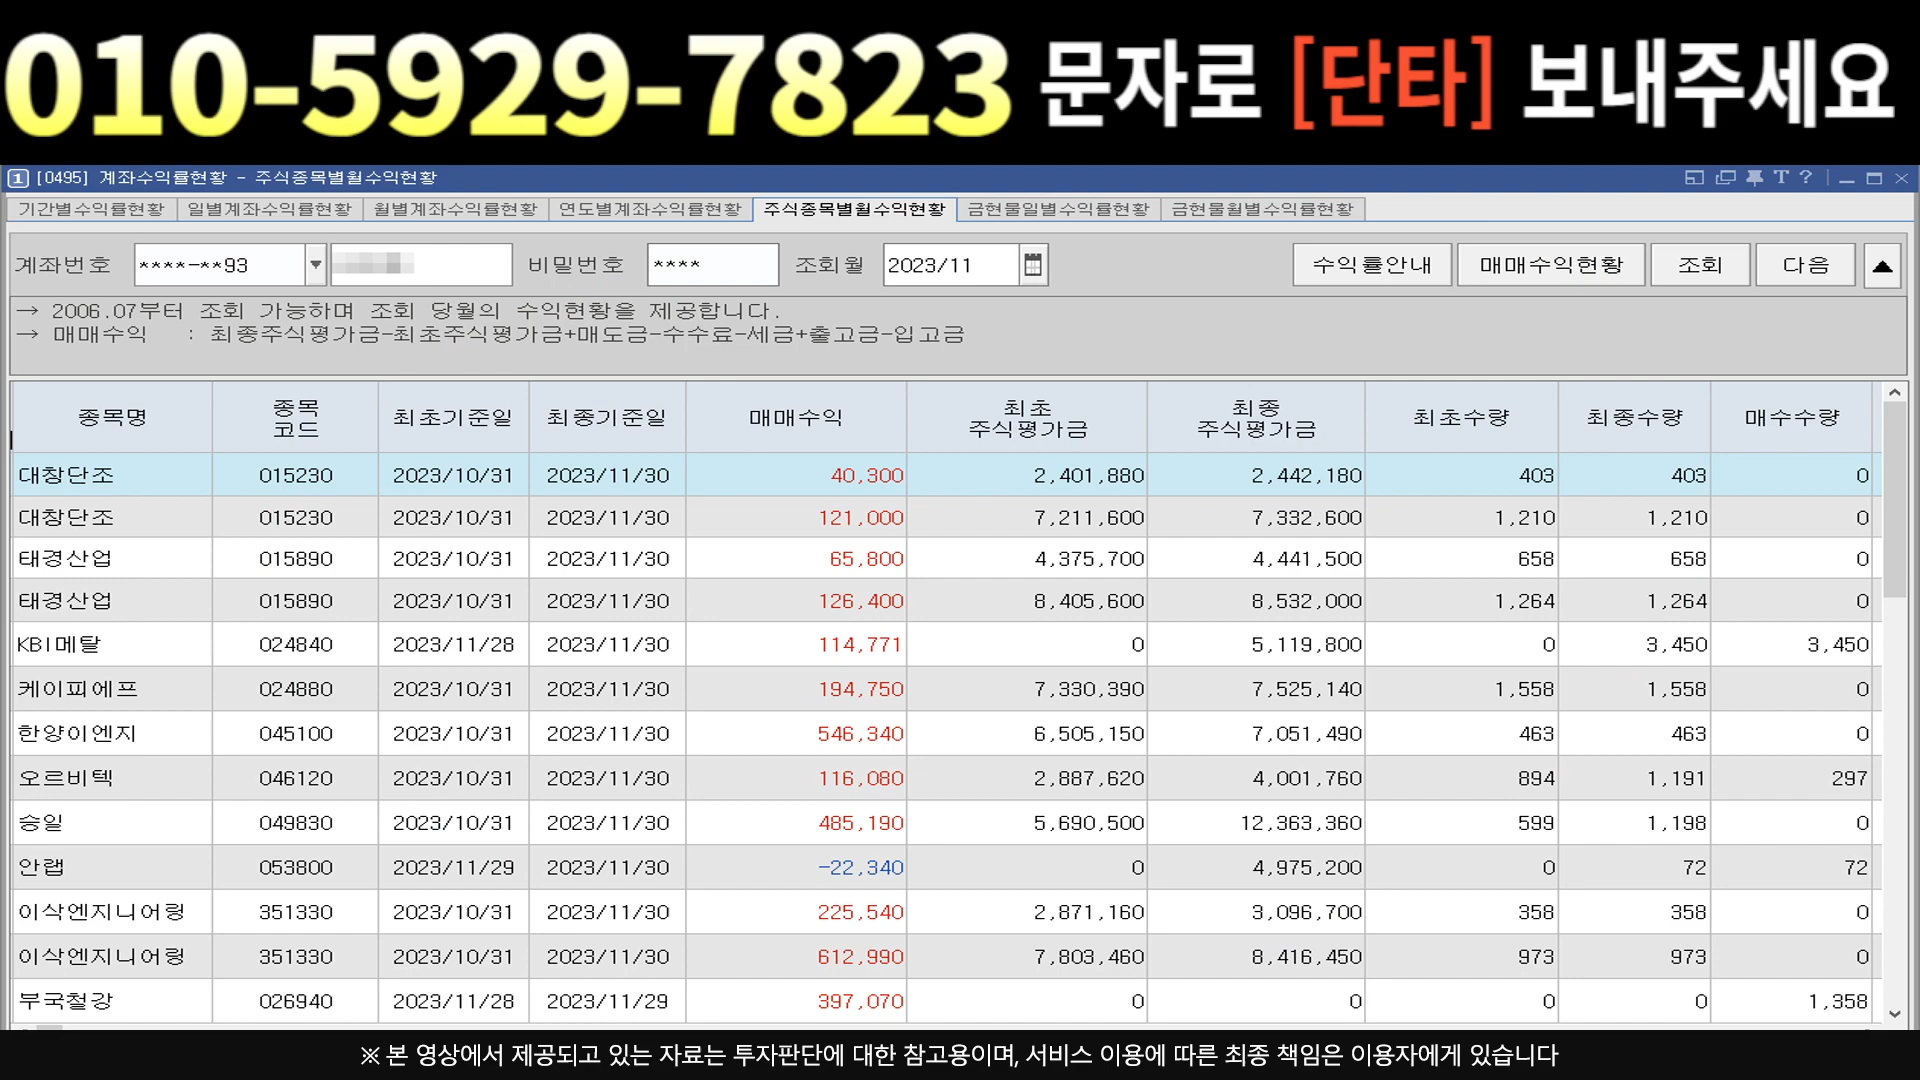 010-5929-7823 문자로 [단타] 보내주세요
1 [0495] 계좌수익률현황 - 주식종목별월수익현황
기간별수익률현황 일별계좌수익률현황 월별계좌수익률현황 연도별계좌수익률현황 주식종목별월수익현황 금현물일별수익률현황 금현물월별수익률현황
계좌번호 ****-**93 비밀번호 **** 조회월 2023/11 수익률안내 매매수익현황 조회 다음
→ 2006.07부터 조회 가능하며 조회 당월의 수익현황을 제공합니다.
→ 매매수익 : 최종주식평가금-최초주식평가금+매도금-수수료-세금+출고금-입고금
종목명 종목코드 최초기준일 최종기준일 매매수익 최초주식평가금 최종주식평가금 최초수량 최종수량 매수수량
대창단조 015230 2023/10/31 2023/11/30 40,300 2,401,880 2,442,180 403 403 0
대창단조 015230 2023/10/31 2023/11/30 121,000 7,211,600 7,332,600 1,210 1,210 0
태경산업 015890 2023/10/31 2023/11/30 65,800 4,375,700 4,441,500 658 658 0
태경산업 015890 2023/10/31 2023/11/30 126,400 8,405,600 8,532,000 1,264 1,264 0
KBI메탈 024840 2023/11/28 2023/11/30 114,771 0 5,119,800 0 3,450 3,450
케이피에프 024880 2023/10/31 2023/11/30 194,750 7,330,390 7,525,140 1,558 1,558 0
한양이엔지 045100 2023/10/31 2023/11/30 546,340 6,505,150 7,051,490 463 463 0
오르비텍 046120 2023/10/31 2023/11/30 116,080 2,887,620 4,001,760 894 1,191 297
승일 049830 2023/10/31 2023/11/30 485,190 5,690,500 12,363,360 599 1,198 0
안랩 053800 2023/11/29 2023/11/30 -22,340 0 4,975,200 0 72 72
이삭엔지니어링 351330 2023/10/31 2023/11/30 225,540 2,871,160 3,096,700 358 358 0
이삭엔지니어링 351330 2023/10/31 2023/11/30 612,990 7,803,460 8,416,450 973 973 0
부국철강 026940 2023/11/28 2023/11/29 397,070 0 0 0 0 1,358
※ 본 영상에서 제공되고 있는 자료는 투자판단에 대한 참고용이며, 서비스 이용에 따른 최종 책임은 이용자에게 있습니다